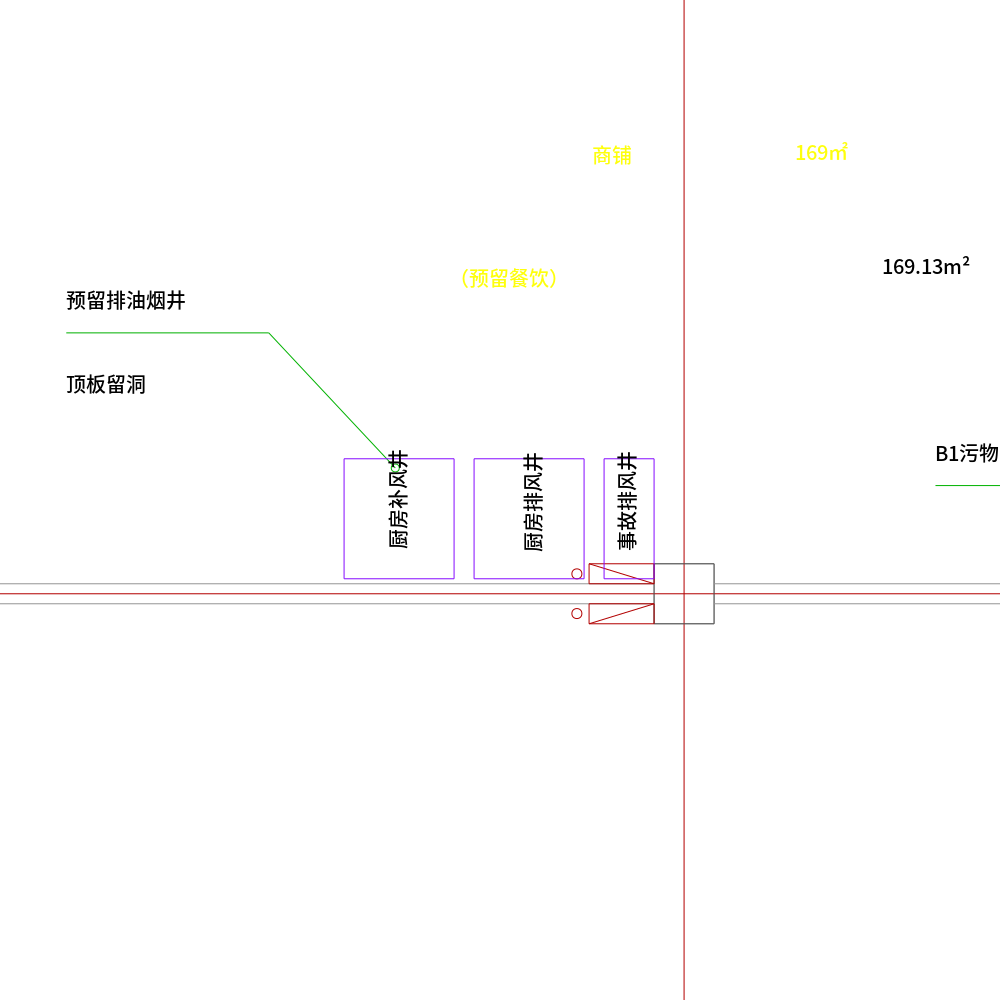 商铺
169㎡
169.13m²
(预留餐饮)
预留排油烟井
顶板留洞
B1污物
厨房补风井
厨房排风井
事故排风井